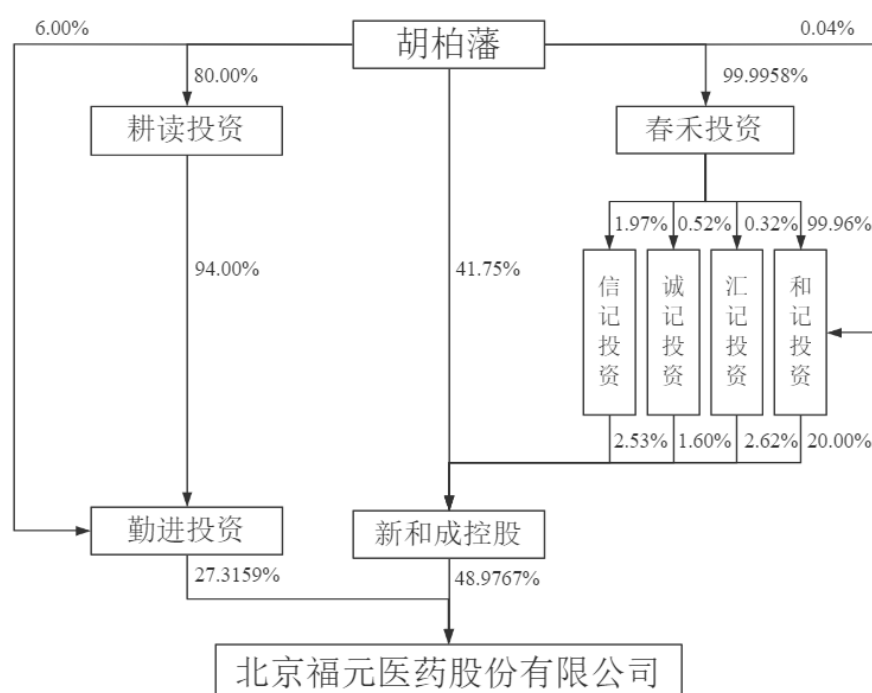 6.00%
胡柏藩
0.04%
80.00%
99.9958%
耕读投资
春禾投资
1.97%
0.52%
0.32%
99.96%
94.00%
41.75%
信记投资
诚记投资
汇记投资
和记投资
2.53%
1.60%
2.62%
20.00%
勤进投资
新和成控股
27.3159%
48.9767%
北京福元医药股份有限公司